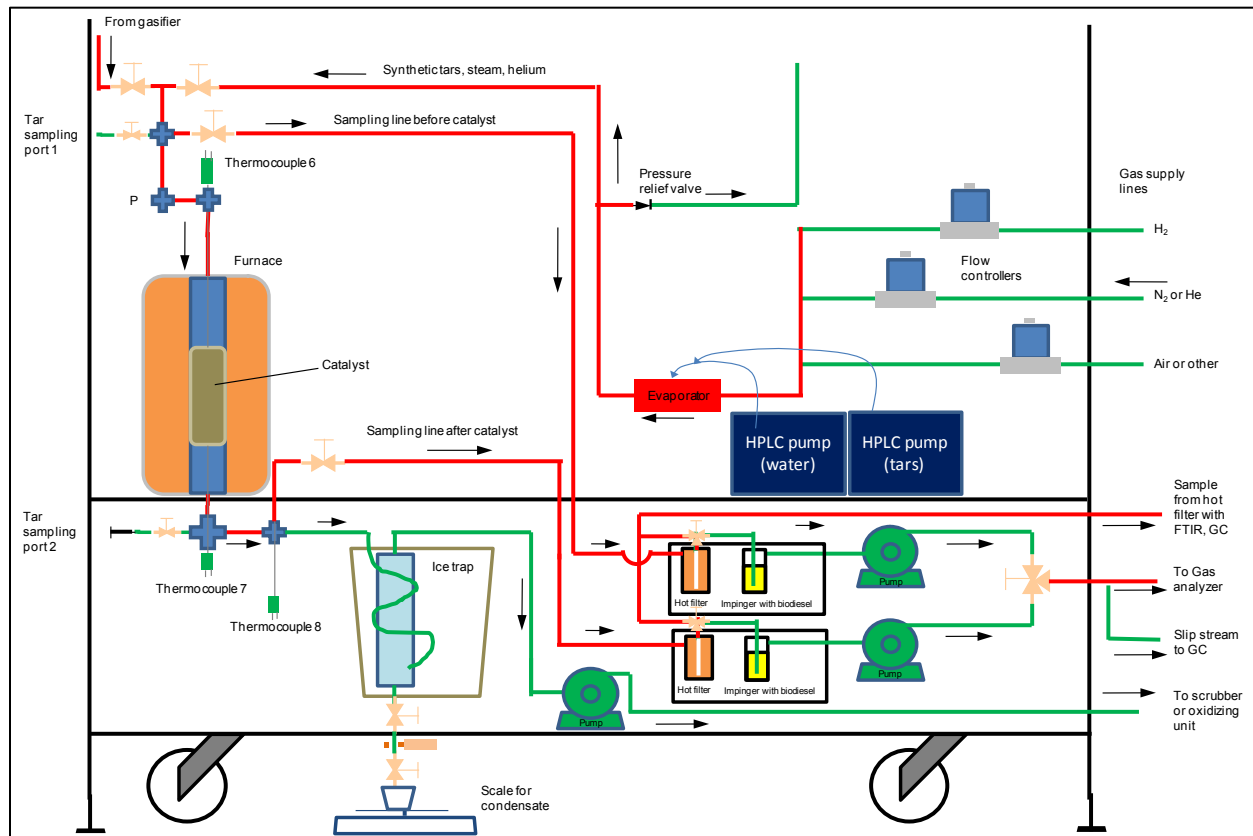 From gasifier
Synthetic tars, steam, helium
Tar
sampling
port 1
Sampling line before catalyst
Thermocouple 6
P
Pressure
relief valve
Gas supply
lines
H2
Furnace
Flow
controllers
N2 or He
Catalyst
Air or other
Evaporator
HPLC pump
(water)
HPLC pump
(tars)
Sampling line after catalyst
Sample
from hot
filter with
FTIR, GC
Tar
sampling
port 2
Thermocouple 7
Thermocouple 8
Ice trap
Hot filter
Impinger with biodiesel
Pump
To Gas
analyzer
Hot filter
Impinger with biodiesel
Pump
Slip stream
to GC
Pump
To scrubber
or oxidizing
unit
Scale for
condensate